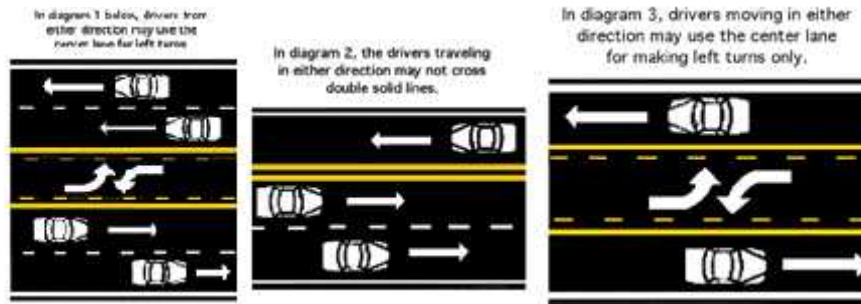 In diagram 1 below, drivers from
either direction may use the
center lane for left turns
In diagram 2, the drivers traveling
in either direction may not cross
double solid lines.
In diagram 3, drivers moving in either
direction may use the center lane
for making left turns only.